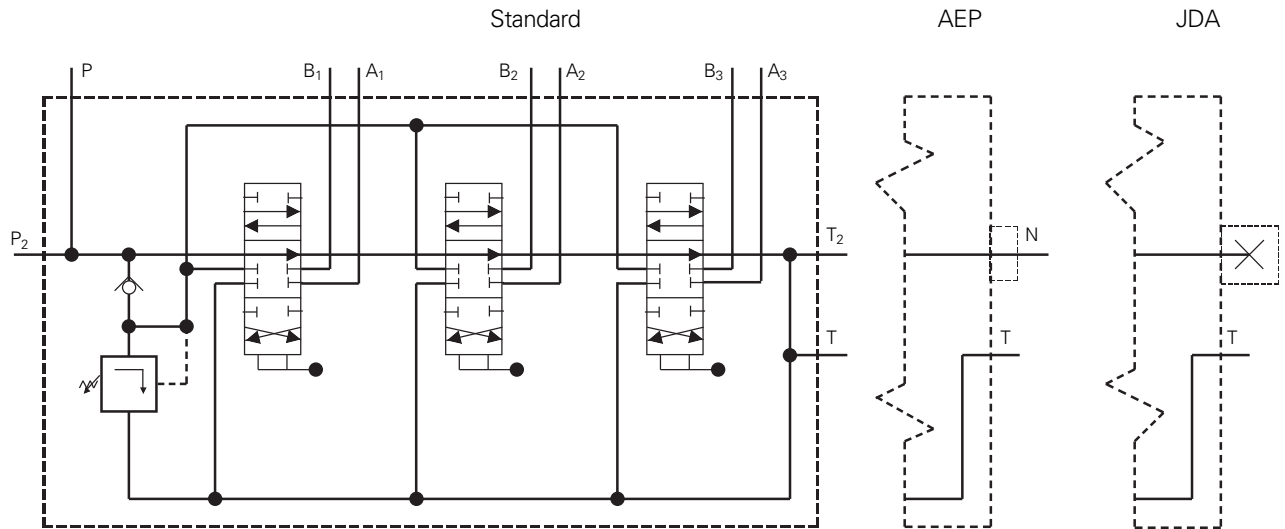 Standard AEP JDA
P B₁ A₁ B₂ A₂ B₃ A₃
P₂ T₂ N
T T T